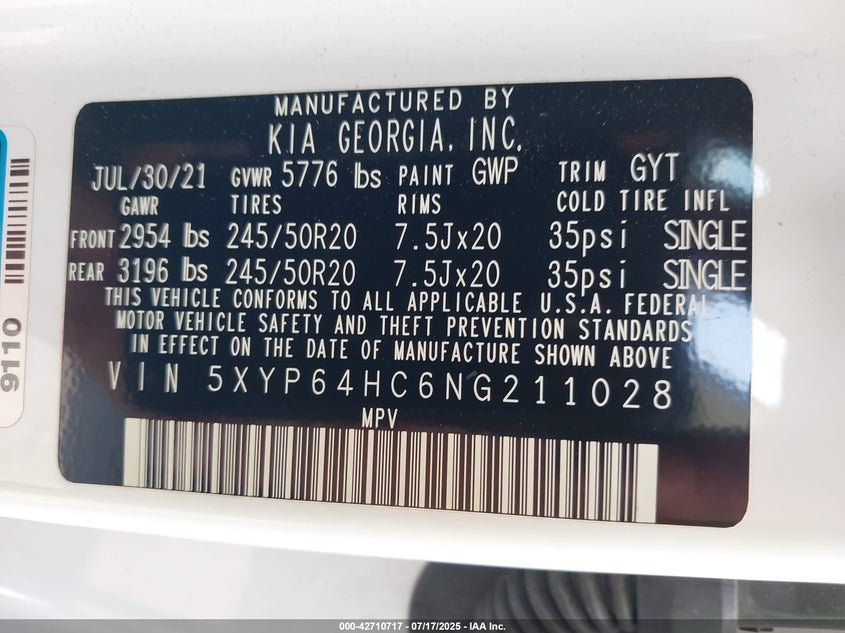 MANUFACTURED BY
KIA GEORGIA, INC.
JUL/30/21 GVWR 5776 lbs PAINT GWP TRIM GYT
GAWR TIRES RIMS COLD TIRE INFL
FRONT 2954 lbs 245/50R20 7.5Jx20 35psi SINGLE
REAR 3196 lbs 245/50R20 7.5Jx20 35psi SINGLE
THIS VEHICLE CONFORMS TO ALL APPLICABLE U.S.A. FEDERAL
MOTOR VEHICLE SAFETY AND THEFT PREVENTION STANDARDS
IN EFFECT ON THE DATE OF MANUFACTURE SHOWN ABOVE
VIN 5XYP64HC6NG211028
MPV
9110
000-42710717 - 07/17/2025 - IAA Inc.